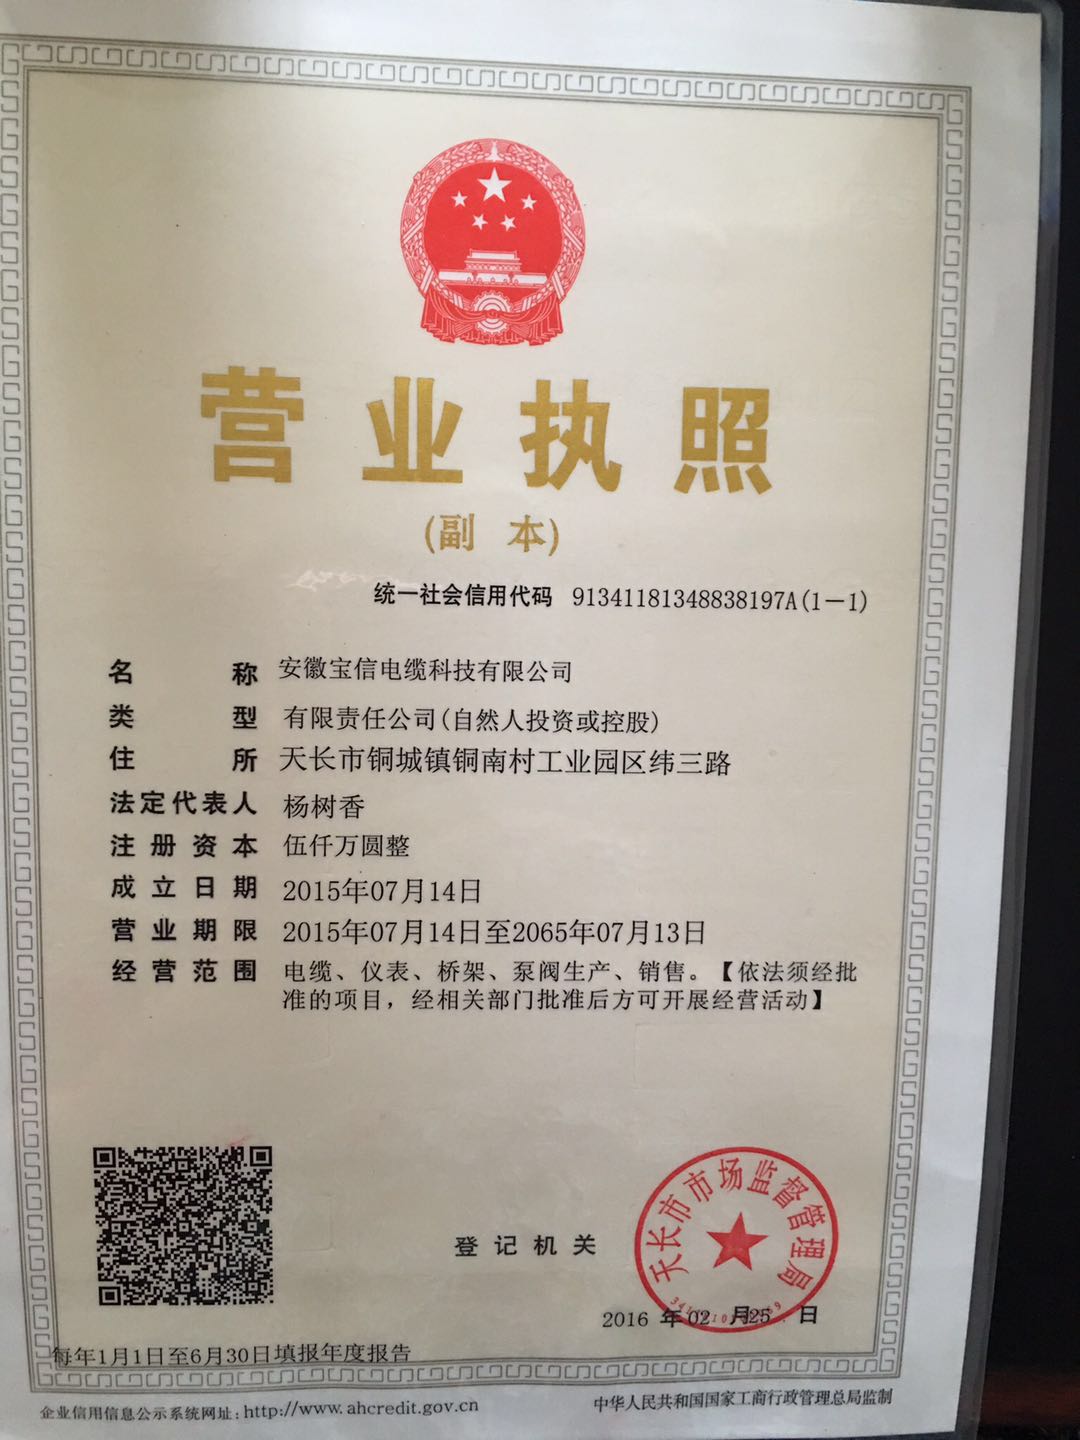 营业执照
(副 本)
统一社会信用代码 91341181348838197A(1-1)
名称 安徽宝信电缆科技有限公司
类型 有限责任公司(自然人投资或控股)
住所 天长市铜城镇铜南村工业园区纬三路
法定代表人 杨树香
注册资本 伍仟万圆整
成立日期 2015年07月14日
营业期限 2015年07月14日至2065年07月13日
经营范围 电缆、仪表、桥架、泵阀生产、销售。【依法须经批
准的项目，经相关部门批准后方可开展经营活动】
天长市市场监督管理局
登记机关
2016 年 02 月 25 日
每年1月1日至6月30日填报年度报告
企业信用信息公示系统网址：http://www.ahcredit.gov.cn
中华人民共和国国家工商行政管理总局监制